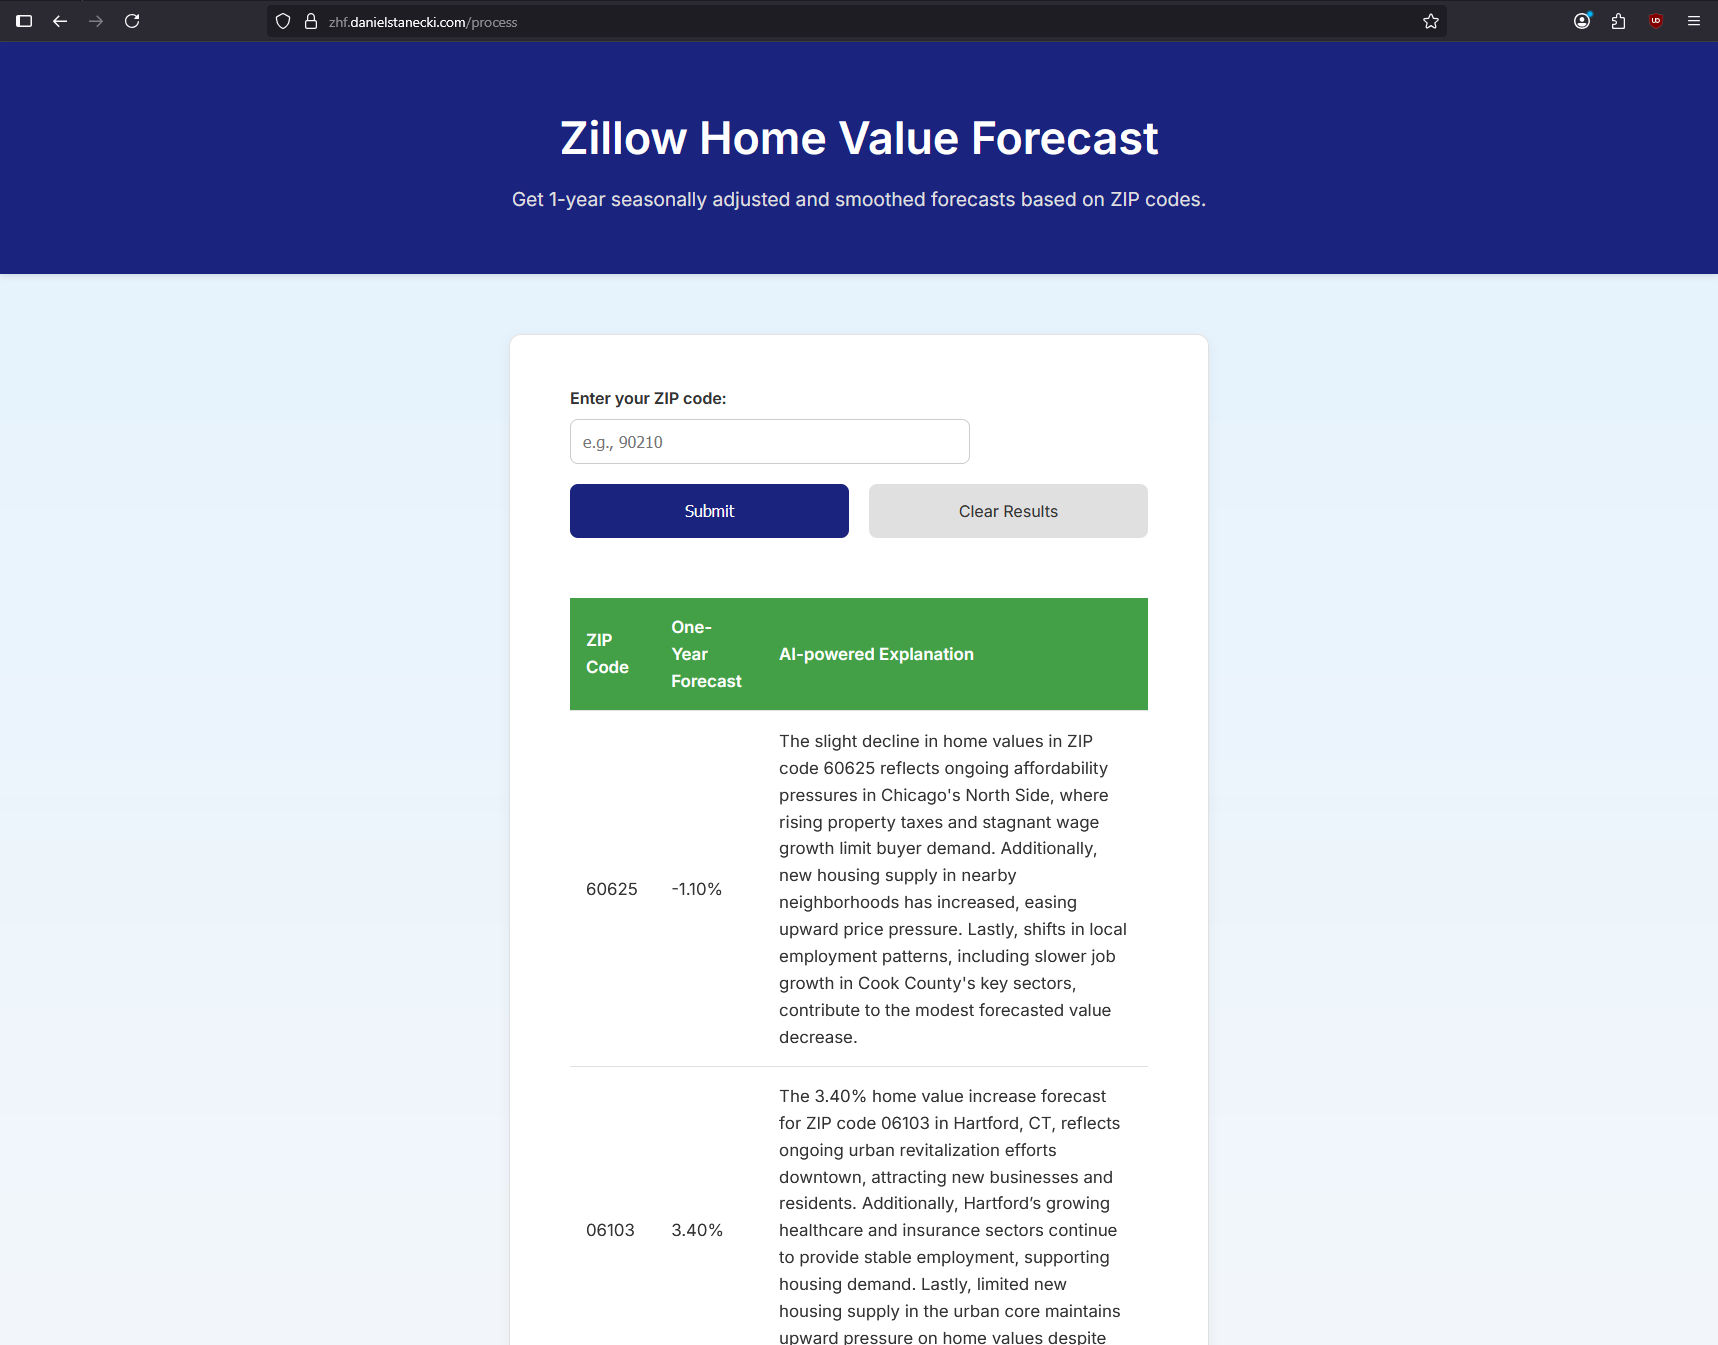 zhf.danielstanecki.com/process
Zillow Home Value Forecast
Get 1-year seasonally adjusted and smoothed forecasts based on ZIP codes.
Enter your ZIP code:
e.g., 90210
Submit
Clear Results
ZIP
Code
One-
Year
Forecast
AI-powered Explanation
60625
-1.10%
The slight decline in home values in ZIP
code 60625 reflects ongoing affordability
pressures in Chicago's North Side, where
rising property taxes and stagnant wage
growth limit buyer demand. Additionally,
new housing supply in nearby
neighborhoods has increased, easing
upward price pressure. Lastly, shifts in local
employment patterns, including slower job
growth in Cook County's key sectors,
contribute to the modest forecasted value
decrease.
06103
3.40%
The 3.40% home value increase forecast
for ZIP code 06103 in Hartford, CT, reflects
ongoing urban revitalization efforts
downtown, attracting new businesses and
residents. Additionally, Hartford’s growing
healthcare and insurance sectors continue
to provide stable employment, supporting
housing demand. Lastly, limited new
housing supply in the urban core maintains
upward pressure on home values despite